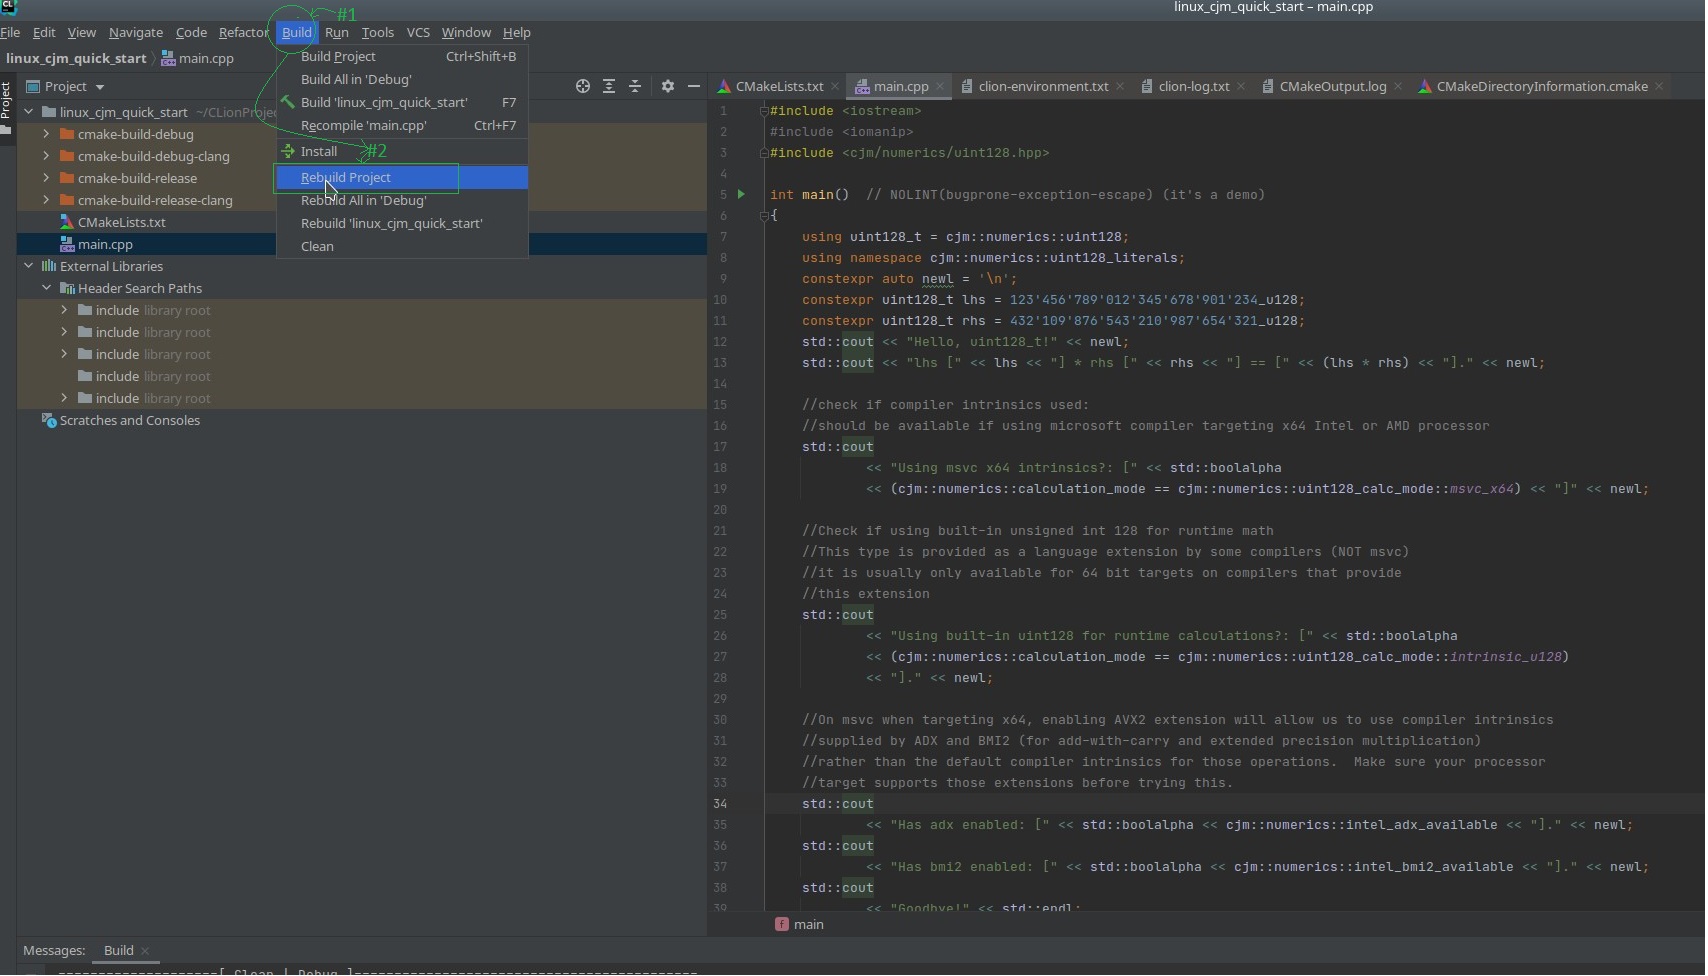 CL
linux_cjm_quick_start – main.cpp
#1
File Edit View Navigate Code Refactor Build Run Tools VCS Window Help
linux_cjm_quick_start main.cpp
Build Project Ctrl+Shift+B
Build All in 'Debug'
Build 'linux_cjm_quick_start' F7
Recompile 'main.cpp' Ctrl+F7
Install
#2
Rebuild Project
Rebuild All in 'Debug'
Rebuild 'linux_cjm_quick_start'
Clean
Project
Project
linux_cjm_quick_start ~/CLionProjec
cmake-build-debug
cmake-build-debug-clang
cmake-build-release
cmake-build-release-clang
CMakeLists.txt
main.cpp
External Libraries
Header Search Paths
include library root
include library root
include library root
include library root
include library root
Scratches and Consoles
CMakeLists.txt main.cpp clion-environment.txt clion-log.txt CMakeOutput.log CMakeDirectoryInformation.cmake
1 #include <iostream>
2 #include <iomanip>
3 #include <cjm/numerics/uint128.hpp>
4
5 int main()  // NOLINT(bugprone-exception-escape) (it's a demo)
6 {
7 using uint128_t = cjm::numerics::uint128;
8 using namespace cjm::numerics::uint128_literals;
9 constexpr auto newl = '\n';
10 constexpr uint128_t lhs = 123'456'789'012'345'678'901'234_u128;
11 constexpr uint128_t rhs = 432'109'876'543'210'987'654'321_u128;
12 std::cout << "Hello, uint128_t!" << newl;
13 std::cout << "lhs [" << lhs << "] * rhs [" << rhs << "] == [" << (lhs * rhs) << "]." << newl;
14
15 //check if compiler intrinsics used:
16 //should be available if using microsoft compiler targeting x64 Intel or AMD processor
17 std::cout
18 << "Using msvc x64 intrinsics?: [" << std::boolalpha
19 << (cjm::numerics::calculation_mode == cjm::numerics::uint128_calc_mode::msvc_x64) << "]" << newl;
20
21 //Check if using built-in unsigned int 128 for runtime math
22 //This type is provided as a language extension by some compilers (NOT msvc)
23 //it is usually only available for 64 bit targets on compilers that provide
24 //this extension
25 std::cout
26 << "Using built-in uint128 for runtime calculations?: [" << std::boolalpha
27 << (cjm::numerics::calculation_mode == cjm::numerics::uint128_calc_mode::intrinsic_u128)
28 << "]." << newl;
29
30 //On msvc when targeting x64, enabling AVX2 extension will allow us to use compiler intrinsics
31 //supplied by ADX and BMI2 (for add-with-carry and extended precision multiplication)
32 //rather than the default compiler intrinsics for those operations.  Make sure your processor
33 //target supports those extensions before trying this.
34 std::cout
35 << "Has adx enabled: [" << std::boolalpha << cjm::numerics::intel_adx_available << "]." << newl;
36 std::cout
37 << "Has bmi2 enabled: [" << std::boolalpha << cjm::numerics::intel_bmi2_available << "]." << newl;
38 std::cout
39 << "Goodbye!" << std::endl;
f main
Messages: Build
--------------------[ Clean | Debug ]-------------------------------------------